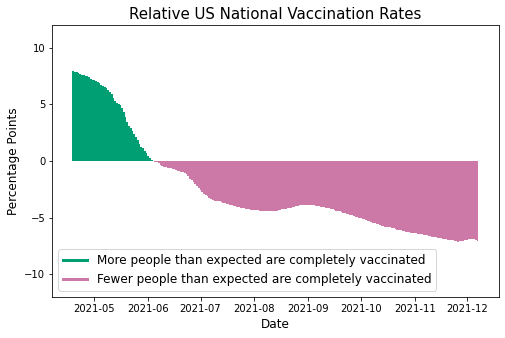 Relative US National Vaccination Rates
Percentage Points
10
5
0
−5
−10
More people than expected are completely vaccinated
Fewer people than expected are completely vaccinated
2021-05 2021-06 2021-07 2021-08 2021-09 2021-10 2021-11 2021-12
Date